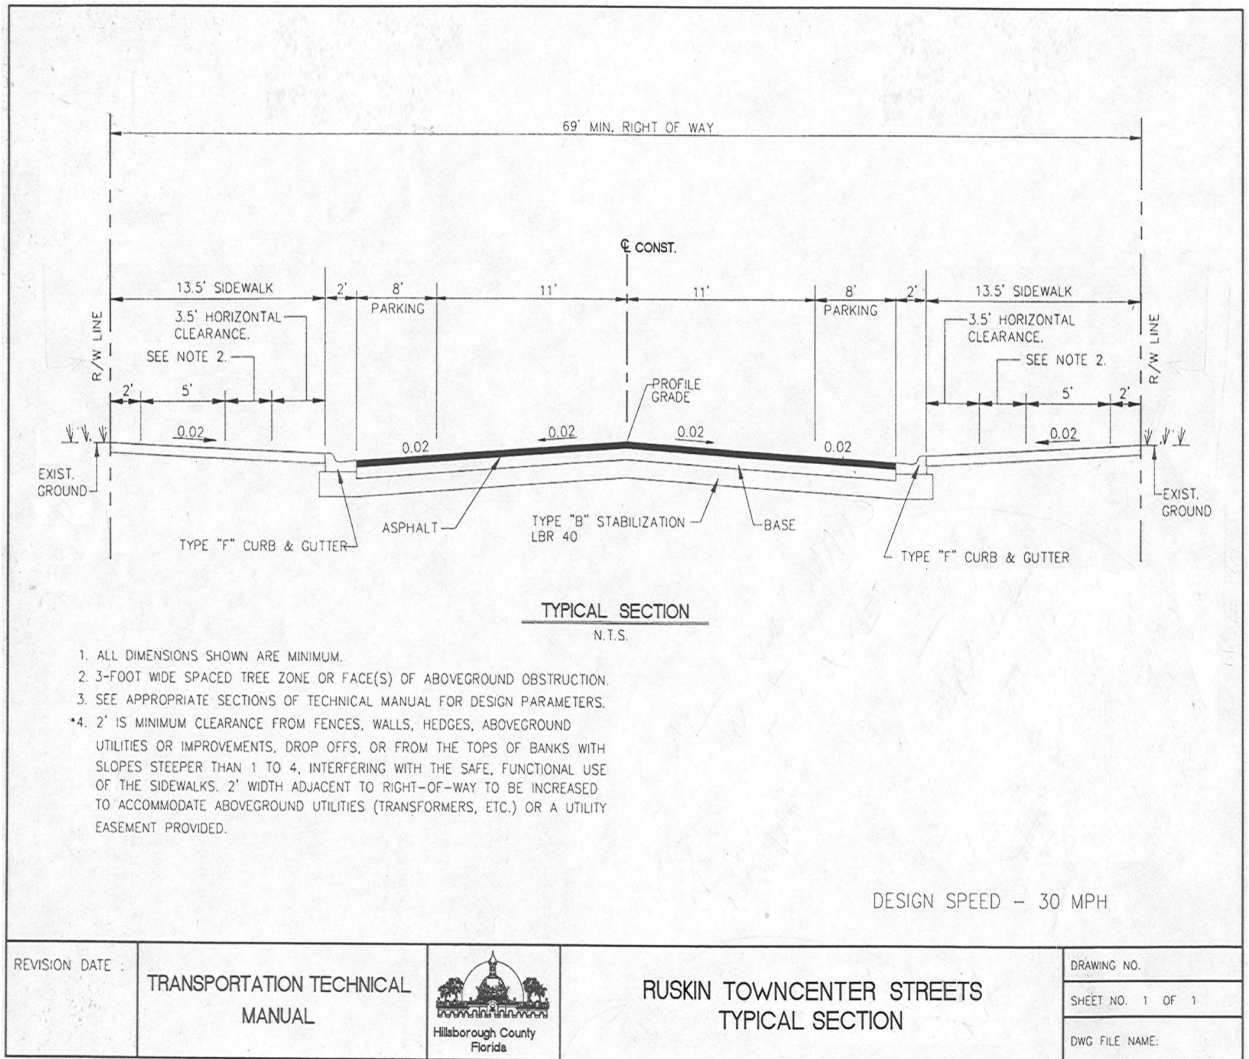 69' MIN. RIGHT OF WAY
℄ CONST.
13.5' SIDEWALK
2'
8'
PARKING
11'
11'
8'
PARKING
2'
13.5' SIDEWALK
3.5' HORIZONTAL
CLEARANCE.
SEE NOTE 2.
3.5' HORIZONTAL
CLEARANCE.
SEE NOTE 2.
R/W LINE
R/W LINE
2'
5'
5'
2'
PROFILE
GRADE
0.02
0.02
0.02
0.02
0.02
0.02
EXIST.
GROUND
EXIST.
GROUND
TYPE "F" CURB & GUTTER
ASPHALT
TYPE "B" STABILIZATION
LBR 40
BASE
TYPE "F" CURB & GUTTER
TYPICAL SECTION
N.T.S.
1. ALL DIMENSIONS SHOWN ARE MINIMUM.
2. 3-FOOT WIDE SPACED TREE ZONE OR FACE(S) OF ABOVEGROUND OBSTRUCTION.
3. SEE APPROPRIATE SECTIONS OF TECHNICAL MANUAL FOR DESIGN PARAMETERS.
*4. 2' IS MINIMUM CLEARANCE FROM FENCES, WALLS, HEDGES, ABOVEGROUND
UTILITIES OR IMPROVEMENTS, DROP OFFS, OR FROM THE TOPS OF BANKS WITH
SLOPES STEEPER THAN 1 TO 4, INTERFERING WITH THE SAFE, FUNCTIONAL USE
OF THE SIDEWALKS. 2' WIDTH ADJACENT TO RIGHT-OF-WAY TO BE INCREASED
TO ACCOMMODATE ABOVEGROUND UTILITIES (TRANSFORMERS, ETC.) OR A UTILITY
EASEMENT PROVIDED.
DESIGN SPEED - 30 MPH
REVISION DATE :
TRANSPORTATION TECHNICAL
MANUAL
Hillsborough County
Florida
RUSKIN TOWNCENTER STREETS
TYPICAL SECTION
DRAWING NO.
SHEET NO. 1 OF 1
DWG FILE NAME: